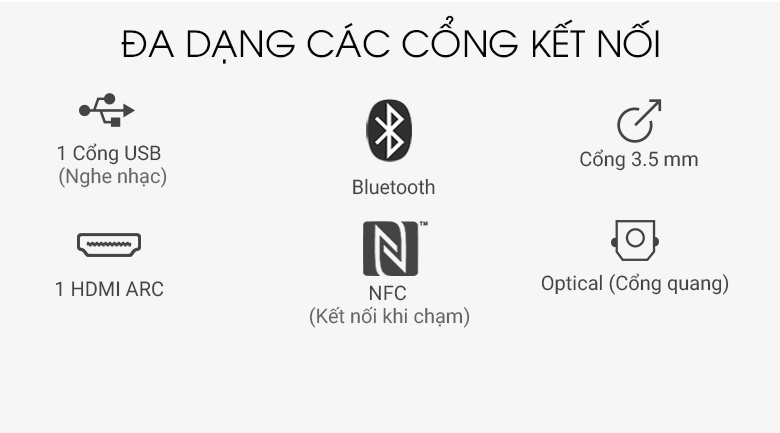 ĐA DẠNG CÁC CỔNG KẾT NỐI
1 Cổng USB
(Nghe nhạc)
Bluetooth
Cổng 3.5 mm
1 HDMI ARC
NFC
(Kết nối khi chạm)
Optical (Cổng quang)